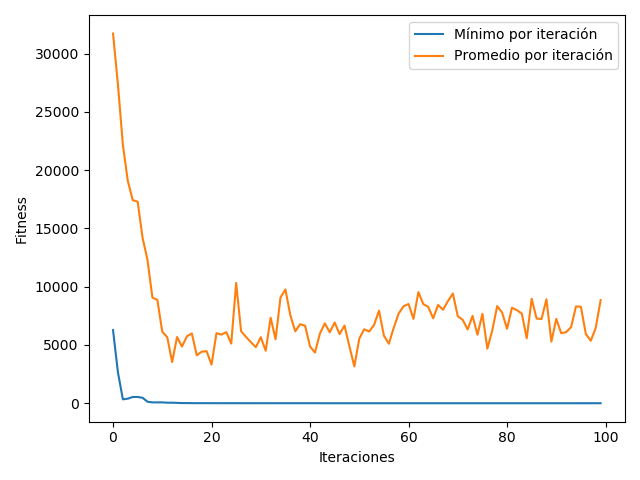 Mínimo por iteración
Promedio por iteración
30000
25000
20000
15000
10000
5000
0
Fitness
0 20 40 60 80 100
Iteraciones